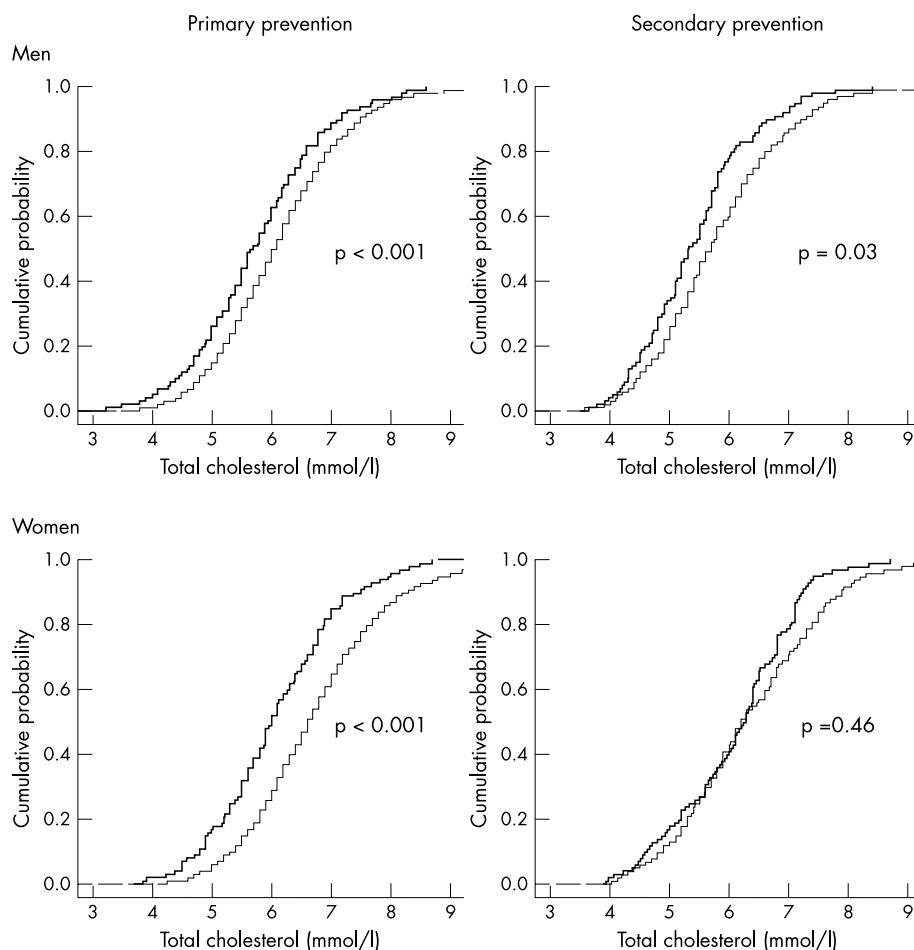 Primary prevention
Secondary prevention
Men
1.0
0.8
0.6
0.4
0.2
0.0
Cumulative probability
p < 0.001
3 4 5 6 7 8 9
Total cholesterol (mmol/l)
1.0
0.8
0.6
0.4
0.2
0.0
Cumulative probability
p = 0.03
3 4 5 6 7 8 9
Total cholesterol (mmol/l)
Women
1.0
0.8
0.6
0.4
0.2
0.0
Cumulative probability
p < 0.001
3 4 5 6 7 8 9
Total cholesterol (mmol/l)
1.0
0.8
0.6
0.4
0.2
0.0
Cumulative probability
p =0.46
3 4 5 6 7 8 9
Total cholesterol (mmol/l)